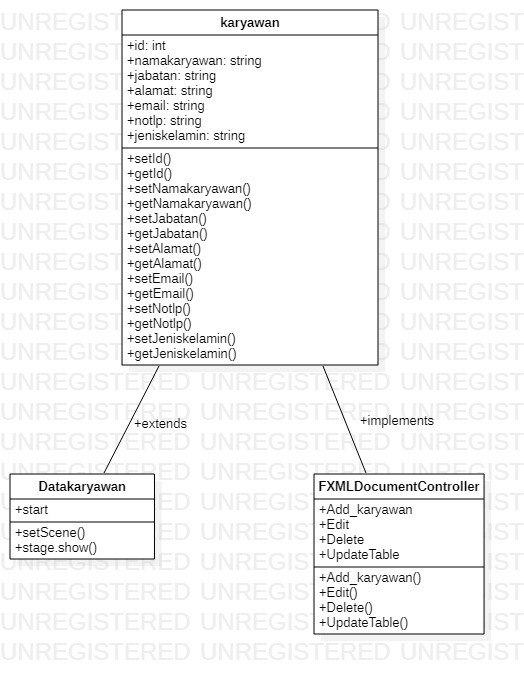 karyawan
+id: int
+namakaryawan: string
+jabatan: string
+alamat: string
+email: string
+notlp: string
+jeniskelamin: string
+setId()
+getId()
+setNamakaryawan()
+getNamakaryawan()
+setJabatan()
+getJabatan()
+setAlamat()
+getAlamat()
+setEmail()
+getEmail()
+setNotlp()
+getNotlp()
+setJeniskelamin()
+getJeniskelamin()
+extends
+implements
Datakaryawan
+start
+setScene()
+stage.show()
FXMLDocumentController
+Add_karyawan
+Edit
+Delete
+UpdateTable
+Add_karyawan()
+Edit()
+Delete()
+UpdateTable()
UNREGISTERED UNREGISTERED UNREGIST